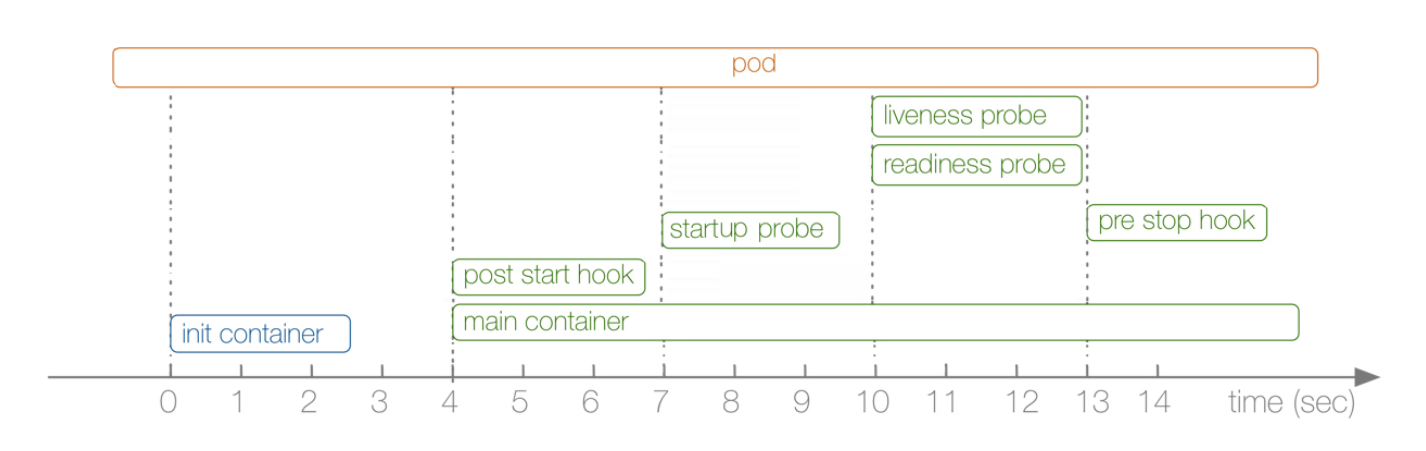 pod
liveness probe
readiness probe
pre stop hook
startup probe
post start hook
main container
init container
0 1 2 3 4 5 6 7 8 9 10 11 12 13 14 time (sec)